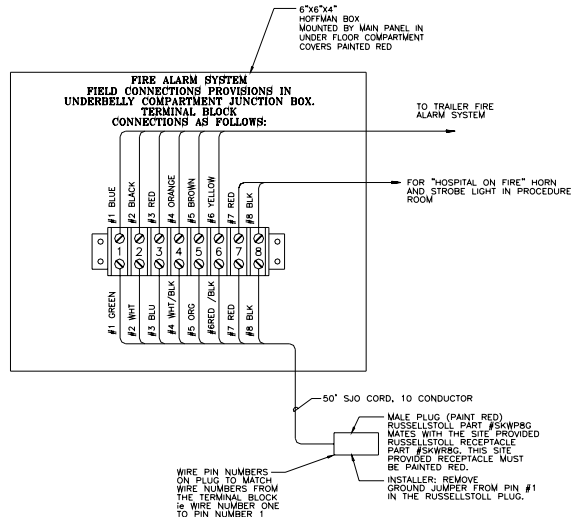 6"X6"X4"
HOFFMAN BOX
MOUNTED BY MAIN PANEL IN
UNDER FLOOR COMPARTMENT
COVERS PAINTED RED
FIRE ALARM SYSTEM
FIELD CONNECTIONS PROVISIONS IN
UNDERBELLY COMPARTMENT JUNCTION BOX.
TERMINAL BLOCK
CONNECTIONS AS FOLLOWS:
TO TRAILER FIRE
ALARM SYSTEM
FOR "HOSPITAL ON FIRE" HORN
AND STROBE LIGHT IN PROCEDURE
ROOM
#1 BLUE
#2 BLACK
#3 RED
#4 ORANGE
#5 BROWN
#6 YELLOW
#7 RED
#8 BLK
1 2 3 4 5 6 7 8
#1 GREEN
#2 WHT
#3 BLU
#4 WHT/BLK
#5 ORG
#6RED /BLK
#7 RED
#8 BLK
50' SJO CORD, 10 CONDUCTOR
MALE PLUG (PAINT RED)
RUSSELLSTOLL PART #SKWP8G
MATES WITH THE SITE PROVIDED
RUSSELLSTOLL RECEPTACLE
PART #SKWR8G. THIS SITE
PROVIDED RECEPTACLE MUST
BE PAINTED RED.
INSTALLER: REMOVE
GROUND JUMPER FROM PIN #1
IN THE RUSSELLSTOLL PLUG.
WIRE PIN NUMBERS
ON PLUG TO MATCH
WIRE NUMBERS FROM
THE TERMINAL BLOCK
ie WIRE NUMBER ONE
TO PIN NUMBER 1